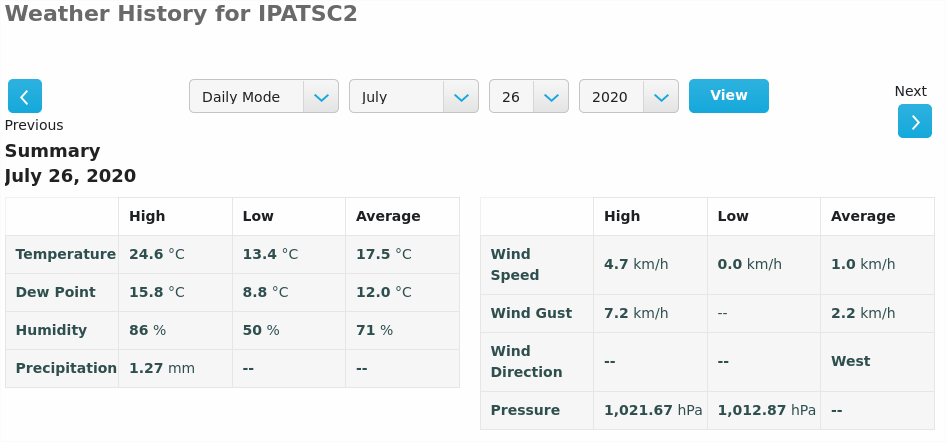 Weather History for IPATSC2
Previous
Daily Mode July 26 2020 View
Next
Summary
July 26, 2020
High Low Average
Temperature 24.6 °C 13.4 °C 17.5 °C
Dew Point 15.8 °C 8.8 °C 12.0 °C
Humidity 86 % 50 % 71 %
Precipitation 1.27 mm -- --
High Low Average
Wind
Speed 4.7 km/h 0.0 km/h 1.0 km/h
Wind Gust 7.2 km/h -- 2.2 km/h
Wind
Direction -- -- West
Pressure 1,021.67 hPa 1,012.87 hPa --